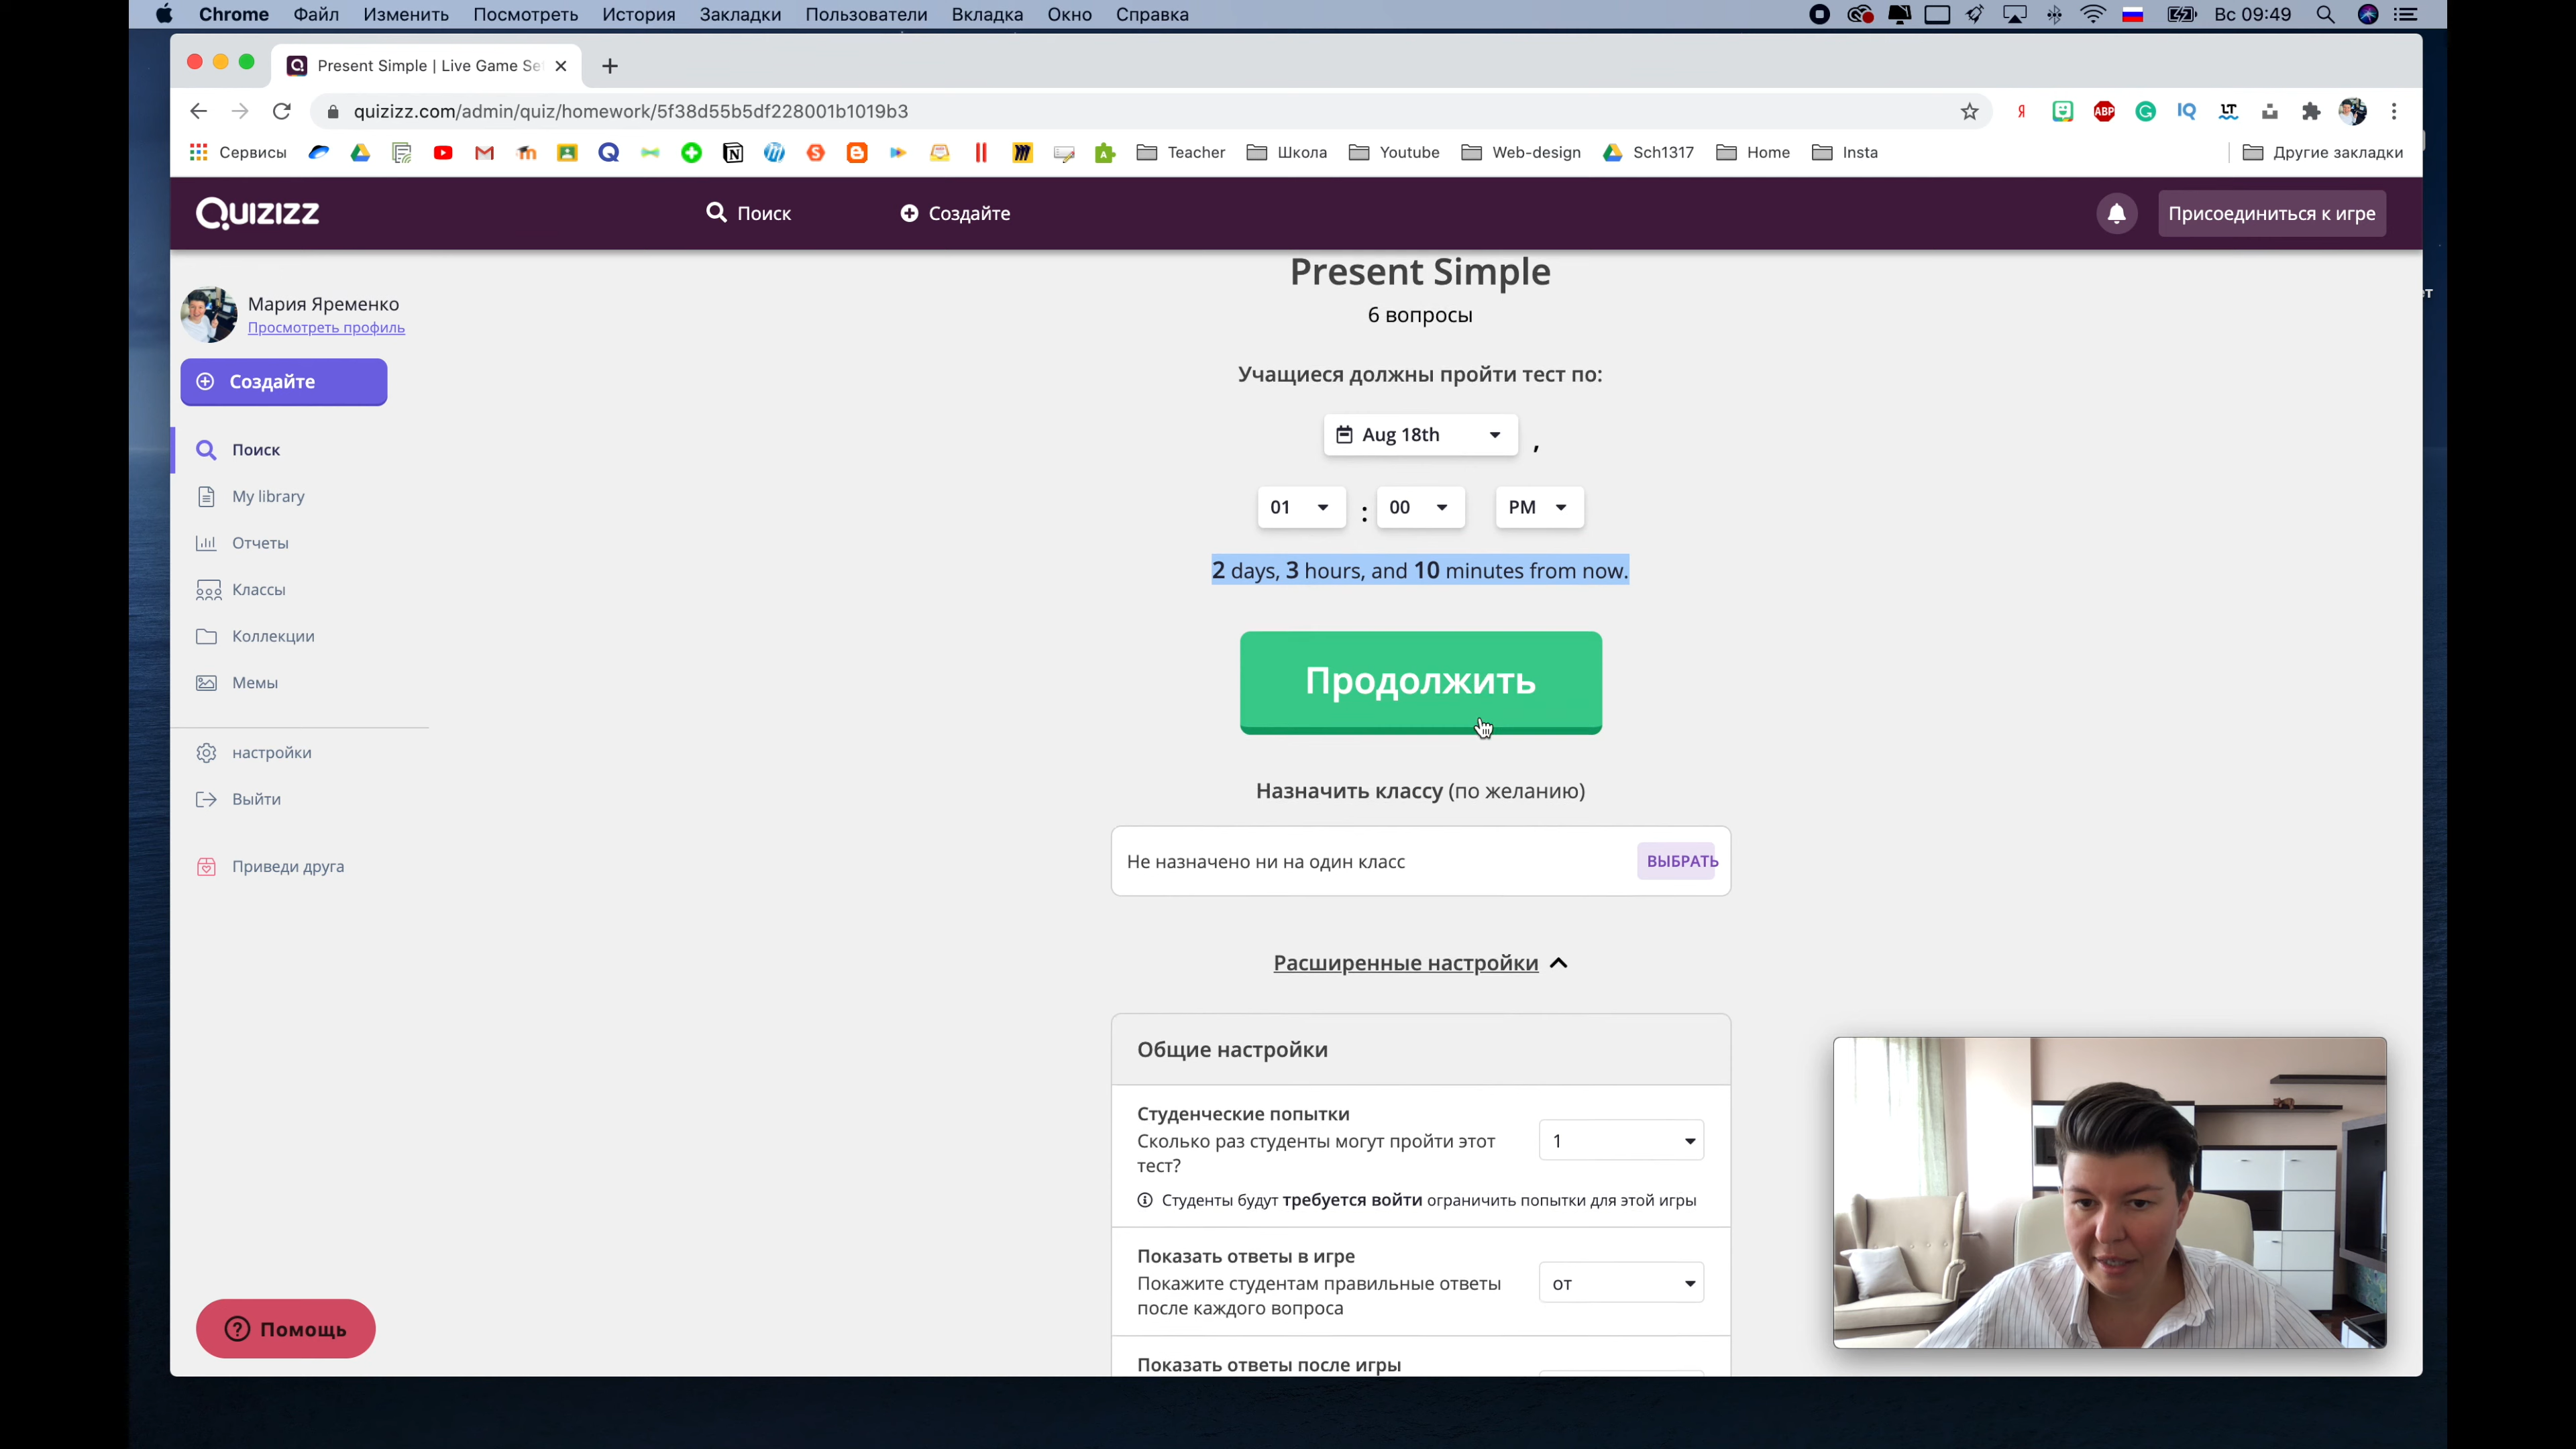 Chrome Файл Изменить Посмотреть История Закладки Пользователи Вкладка Окно Справка Вс 09:49
Present Simple | Live Game Se
quizizz.com/admin/quiz/homework/5f38d55b5df228001b1019b3
Сервисы Teacher Школа Youtube Web-design Sch1317 Home Insta Другие закладки
QUIZIZZ Поиск Создайте Присоединиться к игре
Мария Яременко
Просмотреть профиль
Создайте
Поиск
My library
Отчеты
Классы
Коллекции
Мемы
настройки
Выйти
Приведи друга
Помощь
Present Simple
6 вопросы
Учащиеся должны пройти тест по:
Aug 18th ,
01 : 00 PM
2 days, 3 hours, and 10 minutes from now.
Продолжить
Назначить классу (по желанию)
Не назначено ни на один класс ВЫБРАТЬ
Расширенные настройки
Общие настройки
Студенческие попытки
Сколько раз студенты могут пройти этот
тест?
1
Студенты будут требуется войти ограничить попытки для этой игры
Показать ответы в игре
Покажите студентам правильные ответы
после каждого вопроса
от
Показать ответы после игры